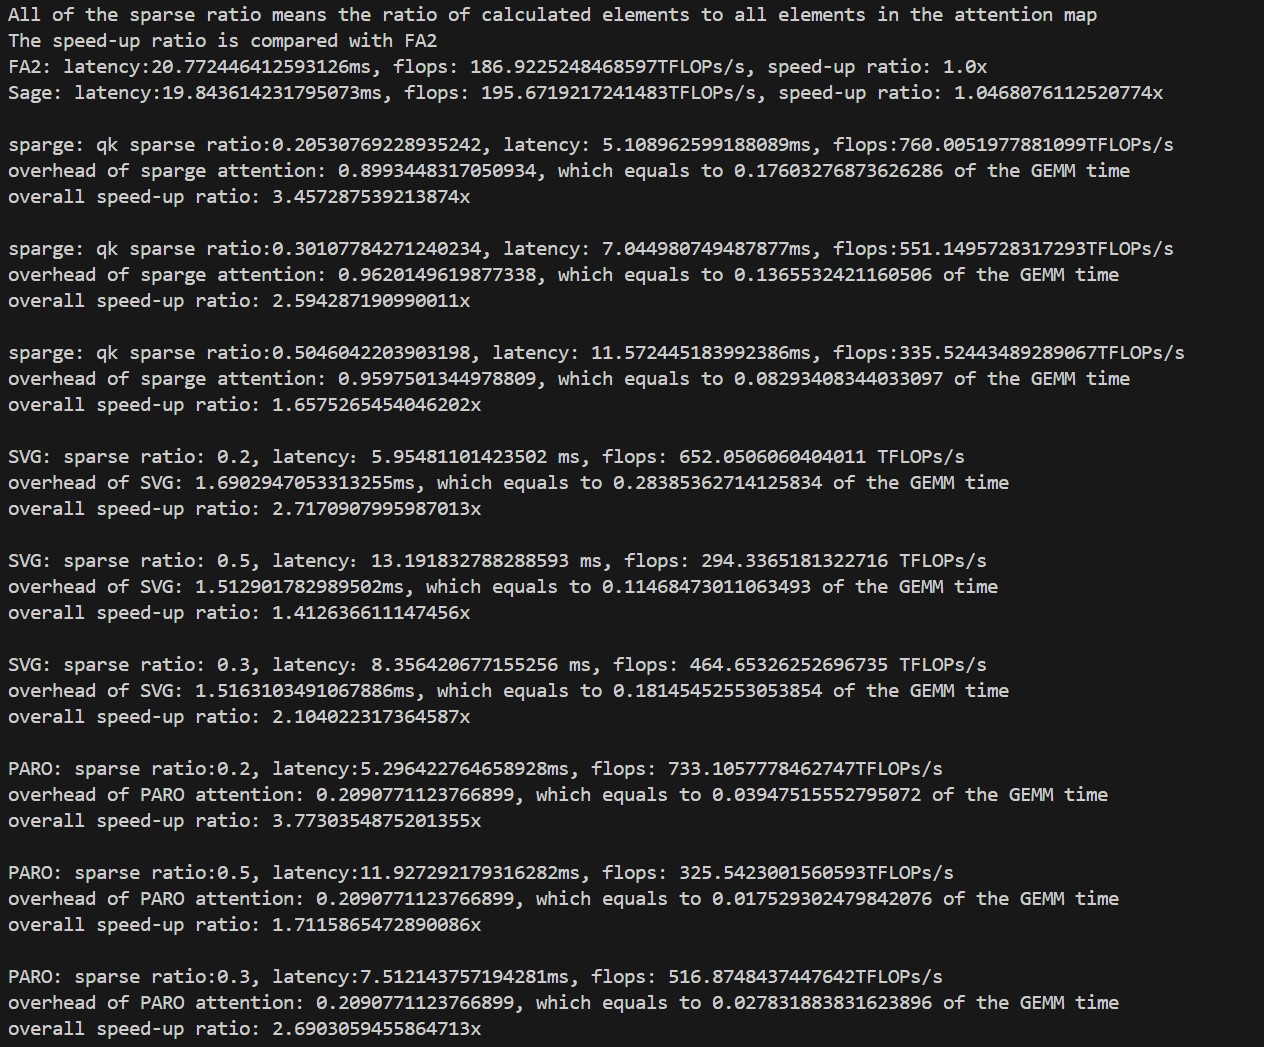 All of the sparse ratio means the ratio of calculated elements to all elements in the attention map
The speed-up ratio is compared with FA2
FA2: latency:20.772446412593126ms, flops: 186.9225248468597TFLOPs/s, speed-up ratio: 1.0x
Sage: latency:19.843614231795073ms, flops: 195.6719217241483TFLOPs/s, speed-up ratio: 1.0468076112520774x
sparge: qk sparse ratio:0.20530769228935242, latency: 5.108962599188089ms, flops:760.0051977881099TFLOPs/s
overhead of sparge attention: 0.8993448317050934, which equals to 0.17603276873626286 of the GEMM time
overall speed-up ratio: 3.457287539213874x
sparge: qk sparse ratio:0.30107784271240234, latency: 7.044980749487877ms, flops:551.1495728317293TFLOPs/s
overhead of sparge attention: 0.9620149619877338, which equals to 0.1365532421160506 of the GEMM time
overall speed-up ratio: 2.594287190990011x
sparge: qk sparse ratio:0.5046042203903198, latency: 11.572445183992386ms, flops:335.52443489289067TFLOPs/s
overhead of sparge attention: 0.9597501344978809, which equals to 0.08293408344033097 of the GEMM time
overall speed-up ratio: 1.6575265454046202x
SVG: sparse ratio: 0.2, latency: 5.95481101423502 ms, flops: 652.0506060404011 TFLOPs/s
overhead of SVG: 1.6902947053313255ms, which equals to 0.28385362714125834 of the GEMM time
overall speed-up ratio: 2.7170907995987013x
SVG: sparse ratio: 0.5, latency: 13.191832788288593 ms, flops: 294.3365181322716 TFLOPs/s
overhead of SVG: 1.512901782989502ms, which equals to 0.11468473011063493 of the GEMM time
overall speed-up ratio: 1.412636611147456x
SVG: sparse ratio: 0.3, latency: 8.356420677155256 ms, flops: 464.65326252696735 TFLOPs/s
overhead of SVG: 1.5163103491067886ms, which equals to 0.18145452553053854 of the GEMM time
overall speed-up ratio: 2.104022317364587x
PARO: sparse ratio:0.2, latency:5.296422764658928ms, flops: 733.1057778462747TFLOPs/s
overhead of PARO attention: 0.2090771123766899, which equals to 0.03947515552795072 of the GEMM time
overall speed-up ratio: 3.7730354875201355x
PARO: sparse ratio:0.5, latency:11.927292179316282ms, flops: 325.5423001560593TFLOPs/s
overhead of PARO attention: 0.2090771123766899, which equals to 0.017529302479842076 of the GEMM time
overall speed-up ratio: 1.7115865472890086x
PARO: sparse ratio:0.3, latency:7.512143757194281ms, flops: 516.8748437447642TFLOPs/s
overhead of PARO attention: 0.2090771123766899, which equals to 0.027831883831623896 of the GEMM time
overall speed-up ratio: 2.6903059455864713x